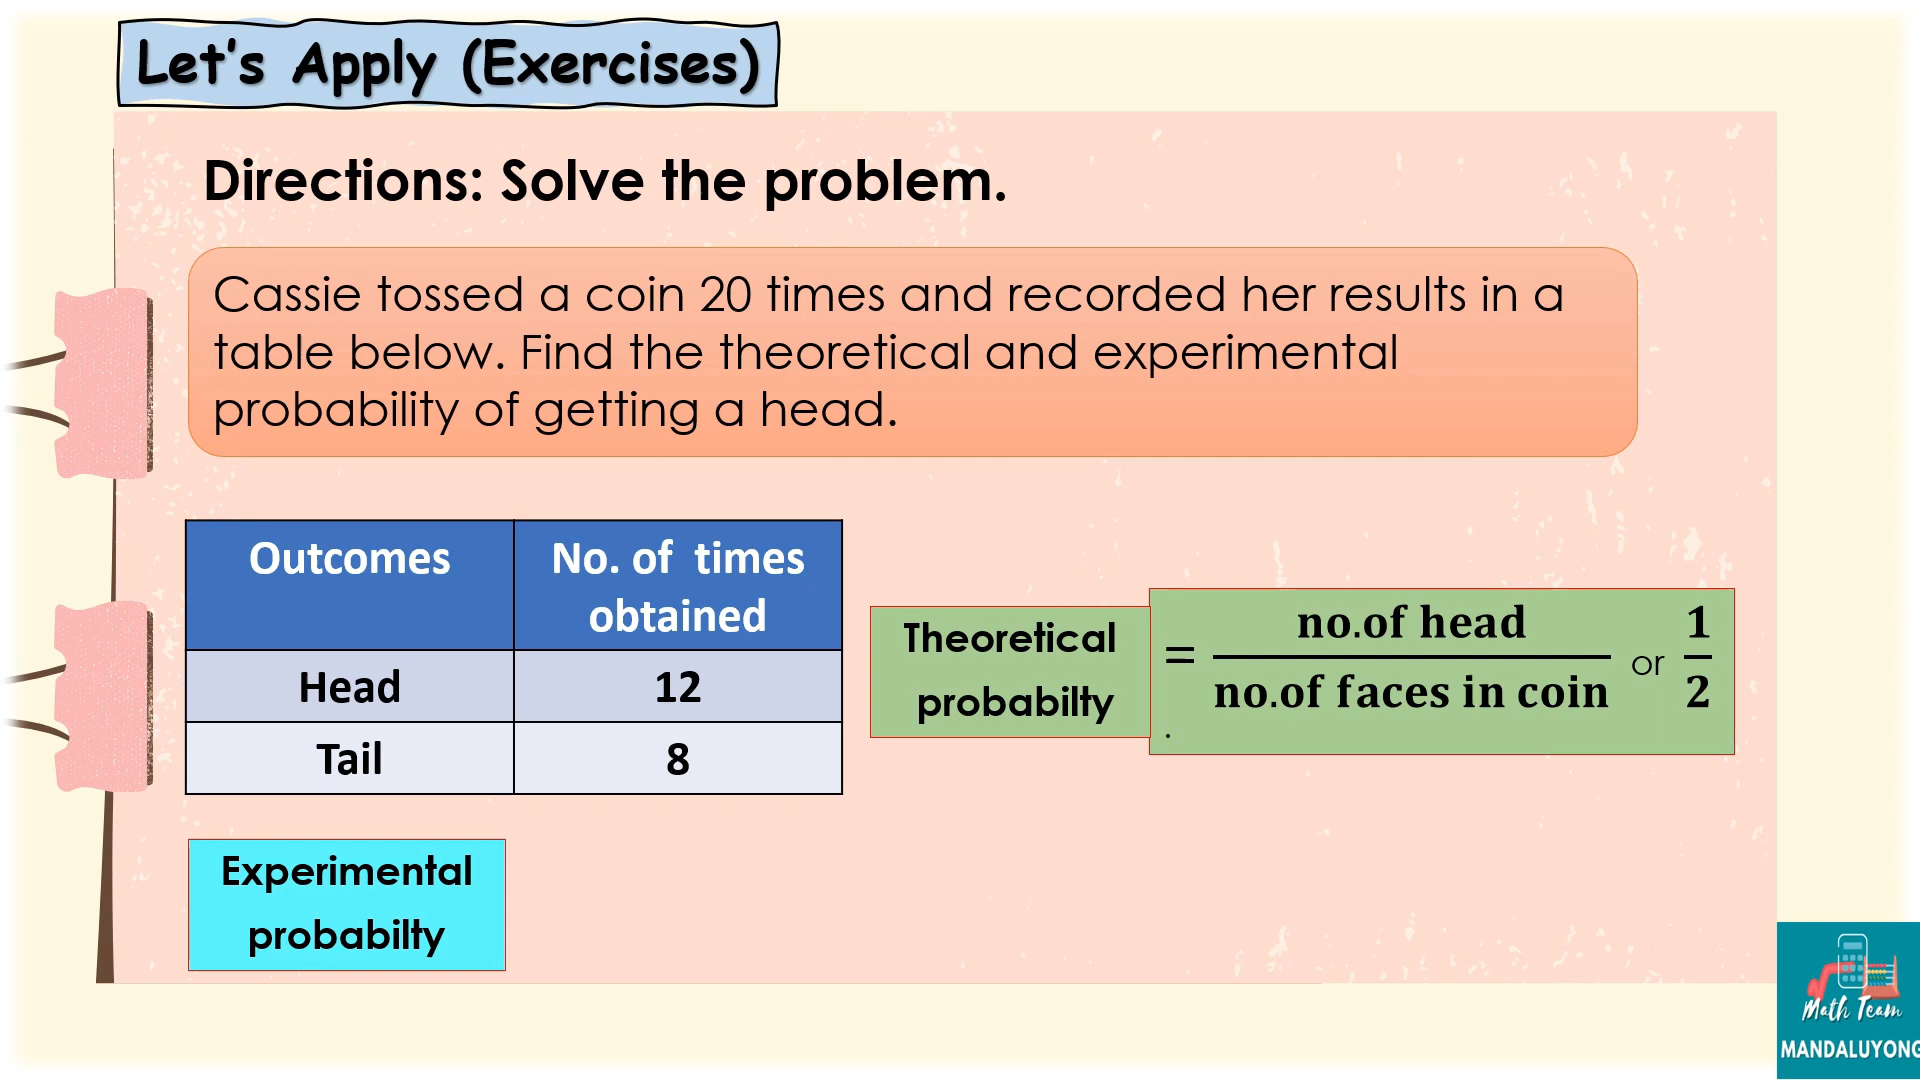 Let's Apply (Exercises)
Directions: Solve the problem.
Cassie tossed a coin 20 times and recorded her results in a
table below. Find the theoretical and experimental
probability of getting a head.
Outcomes
No. of times
obtained
Head
12
Tail
8
Theoretical
probabilty
= no.of head / no.of faces in coin or 1/2
.
Experimental
probabilty
Math Team
MANDALUYONG